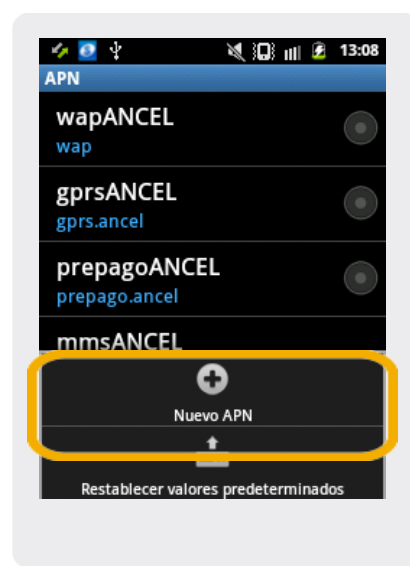 13:08
APN
wapANCEL
wap
gprsANCEL
gprs.ancel
prepagoANCEL
prepago.ancel
mmsANCEL
Nuevo APN
Restablecer valores predeterminados